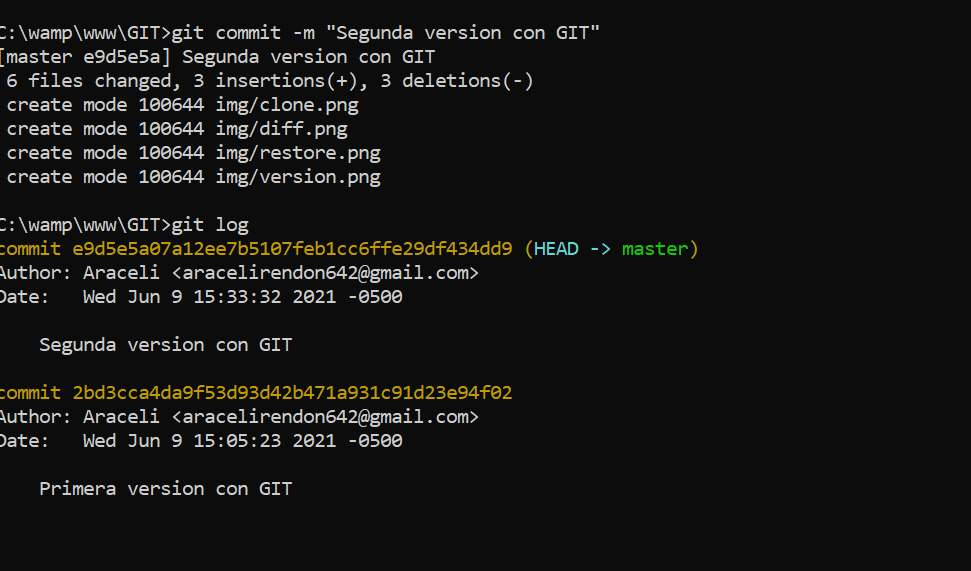 C:\wamp\www\GIT>git commit -m "Segunda version con GIT"
[master e9d5e5a] Segunda version con GIT
6 files changed, 3 insertions(+), 3 deletions(-)
create mode 100644 img/clone.png
create mode 100644 img/diff.png
create mode 100644 img/restore.png
create mode 100644 img/version.png
C:\wamp\www\GIT>git log
commit e9d5e5a07a12ee7b5107feb1cc6ffe29df434dd9 (HEAD -> master)
Author: Araceli <aracelirendon642@gmail.com>
Date:   Wed Jun 9 15:33:32 2021 -0500
Segunda version con GIT
commit 2bd3cca4da9f53d93d42b471a931c91d23e94f02
Author: Araceli <aracelirendon642@gmail.com>
Date:   Wed Jun 9 15:05:23 2021 -0500
Primera version con GIT